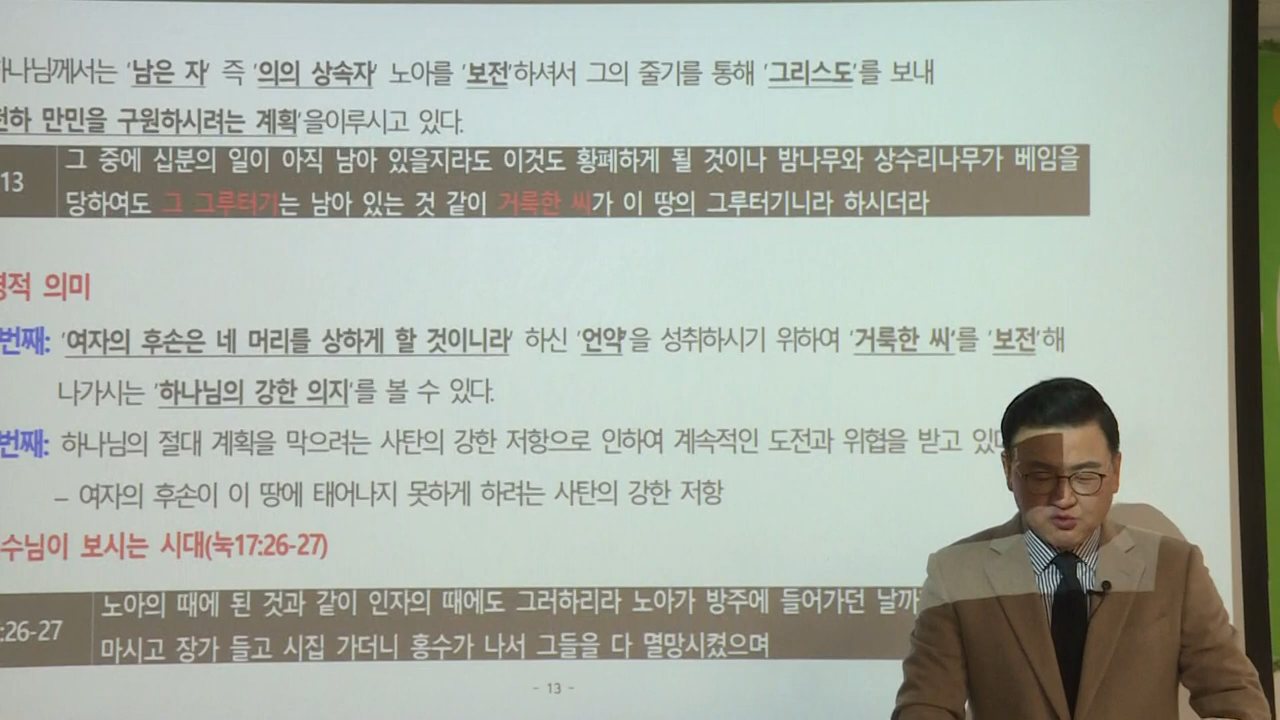 하나님께서는 '남은 자' 즉 '의의 상속자' 노아를 '보전'하셔서 그의 줄기를 통해 '그리스도'를 보내
천하 만민을 구원하시려는 계획'을이루시고 있다.
13
그 중에 십분의 일이 아직 남아 있을지라도 이것도 황폐하게 될 것이나 밤나무와 상수리나무가 베임을
당하여도 그 그루터기는 남아 있는 것 같이 거룩한 씨가 이 땅의 그루터기니라 하시더라
의미
번째: '여자의 후손은 네 머리를 상하게 할 것이니라' 하신 '언약'을 성취하시기 위하여 '거룩한 씨'를 '보전'해
나가시는 '하나님의 강한 의지'를 볼 수 있다.
번째: 하나님의 절대 계획을 막으려는 사탄의 강한 저항으로 인하여 계속적인 도전과 위협을 받고
– 여자의 후손이 이 땅에 태어나지 못하게 하려는 사탄의 강한 저항
수님이 보시는 시대(눅17:26-27)
:26-27
노아의 때에 된 것과 같이 인자의 때에도 그러하리라 노아가 방주에 들어가던 날까
마시고 장가 들고 시집 가더니 홍수가 나서 그들을 다 멸망시켰으며
- 13 -